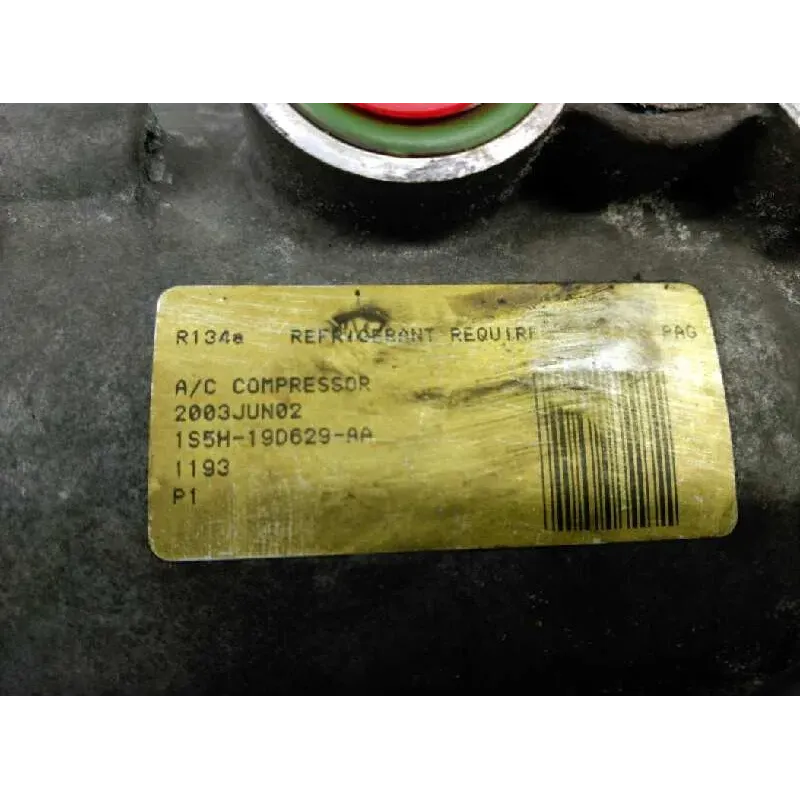 R134a REFRIGERANT REQUIRE PAG
A/C COMPRESSOR
2003JUN02
1S5H-19D629-AA
1193
P1